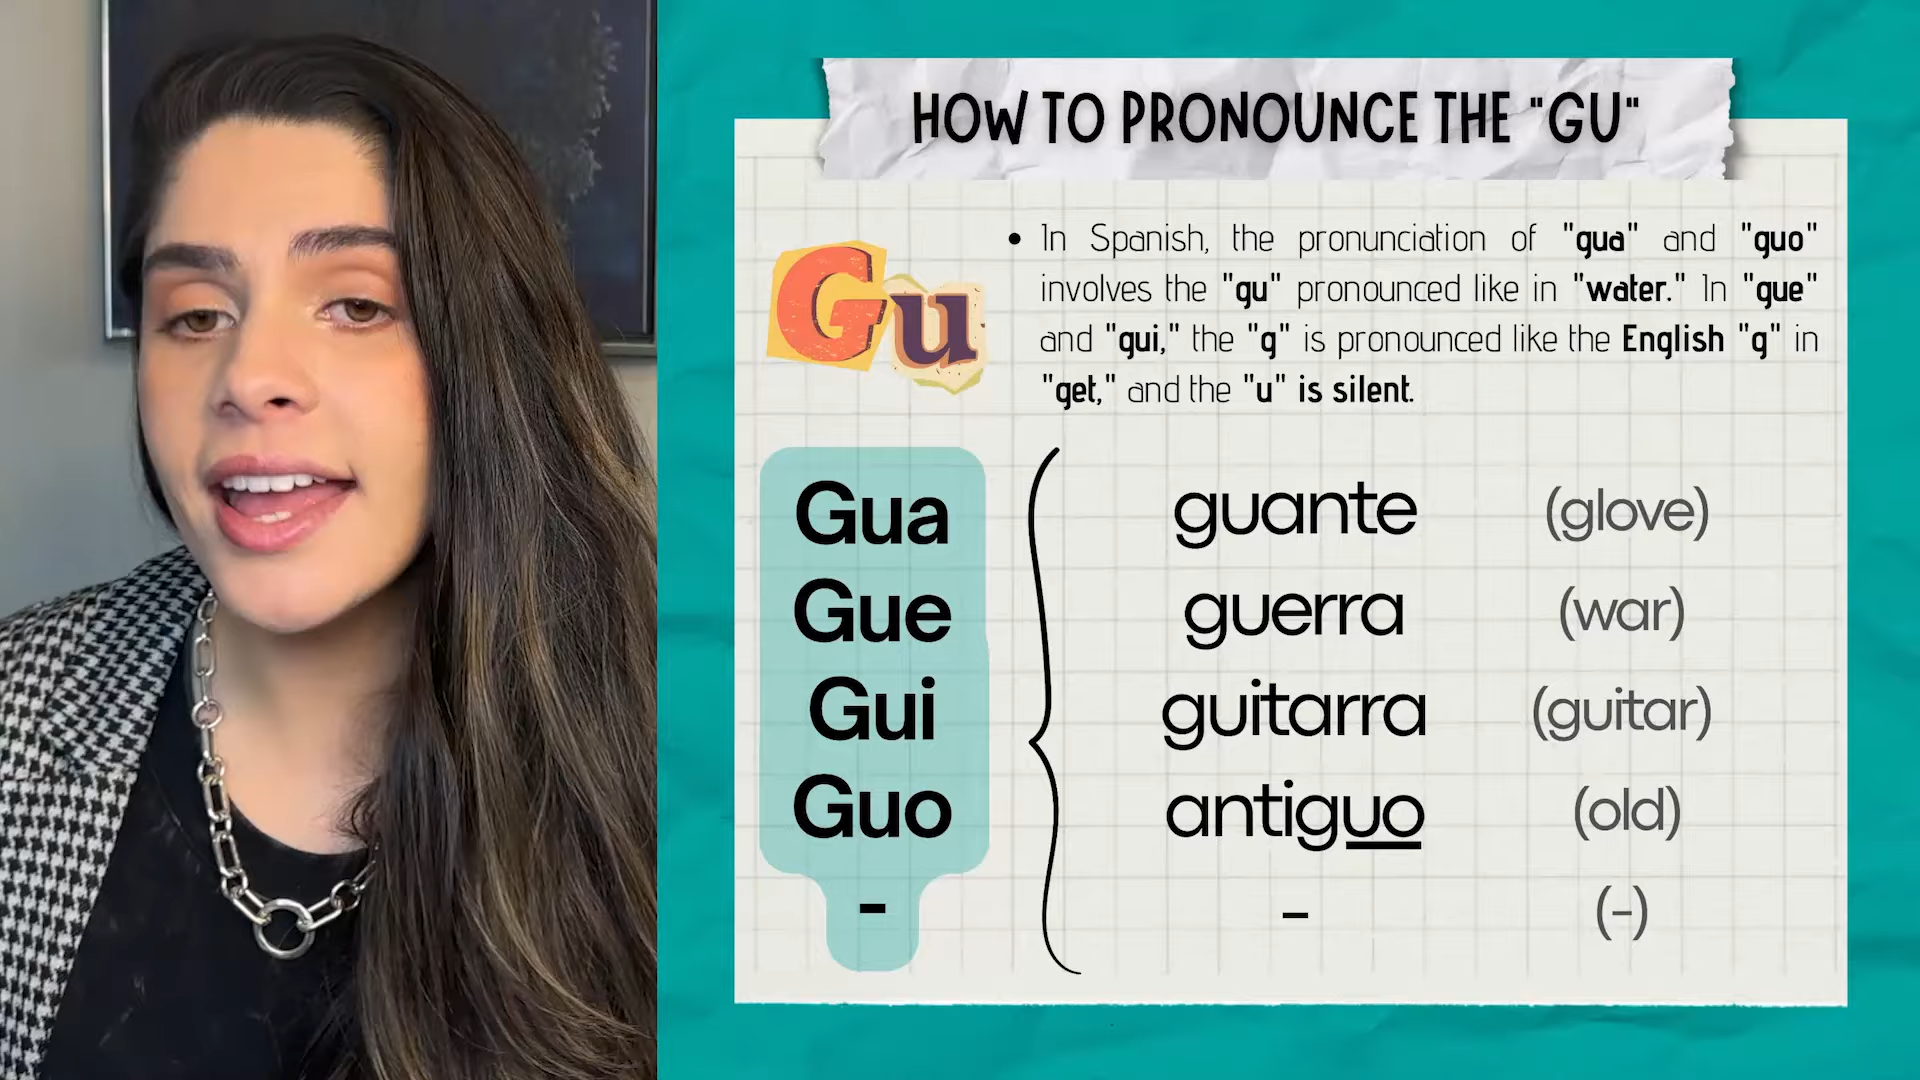 HOW TO PRONOUNCE THE "GU"
Gu
• In Spanish, the pronunciation of "gua" and "guo"
involves the "gu" pronounced like in "water." In "gue"
and "gui," the "g" is pronounced like the English "g" in
"get," and the "u" is silent.
Gua guante (glove)
Gue guerra (war)
Gui guitarra (guitar)
Guo antiguo (old)
- - (-)